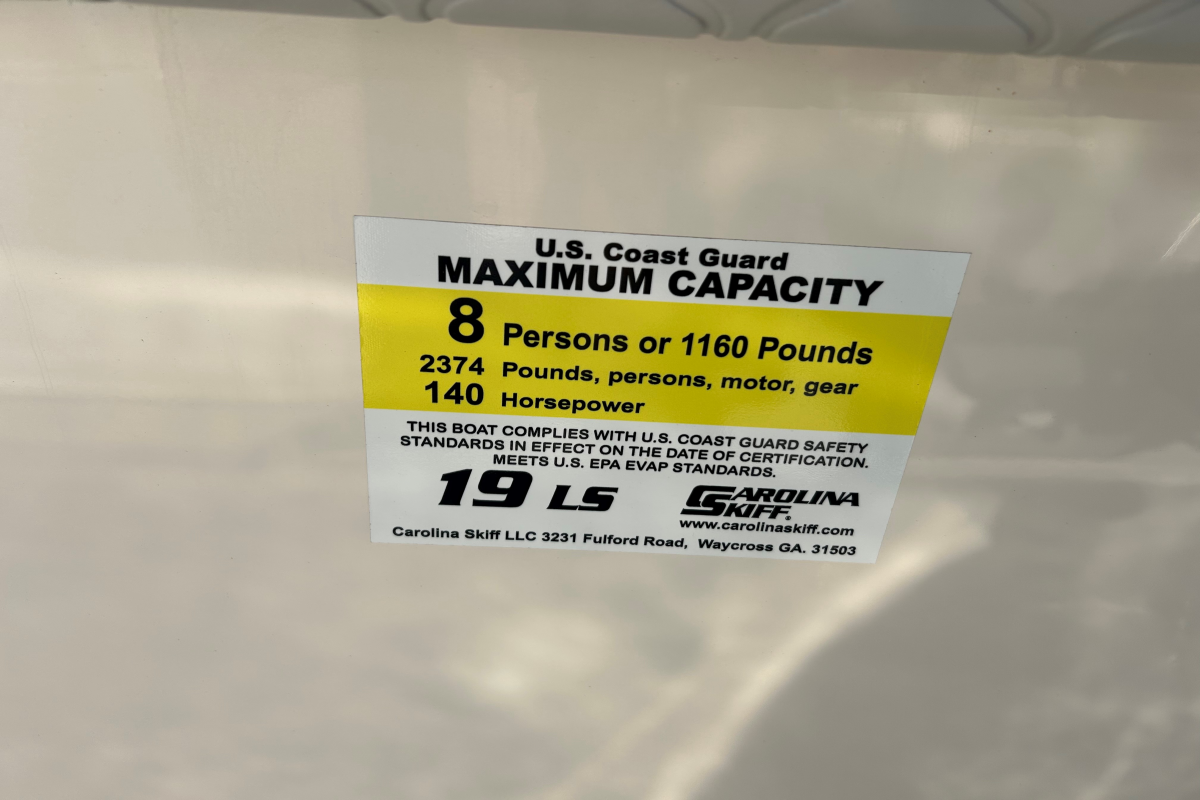 U.S. Coast Guard
MAXIMUM CAPACITY
8 Persons or 1160 Pounds
2374 Pounds, persons, motor, gear
140 Horsepower
THIS BOAT COMPLIES WITH U.S. COAST GUARD SAFETY
STANDARDS IN EFFECT ON THE DATE OF CERTIFICATION.
MEETS U.S. EPA EVAP STANDARDS.
19 LS
CAROLINA
SKIFF®
www.carolinaskiff.com
Carolina Skiff LLC 3231 Fulford Road, Waycross GA. 31503